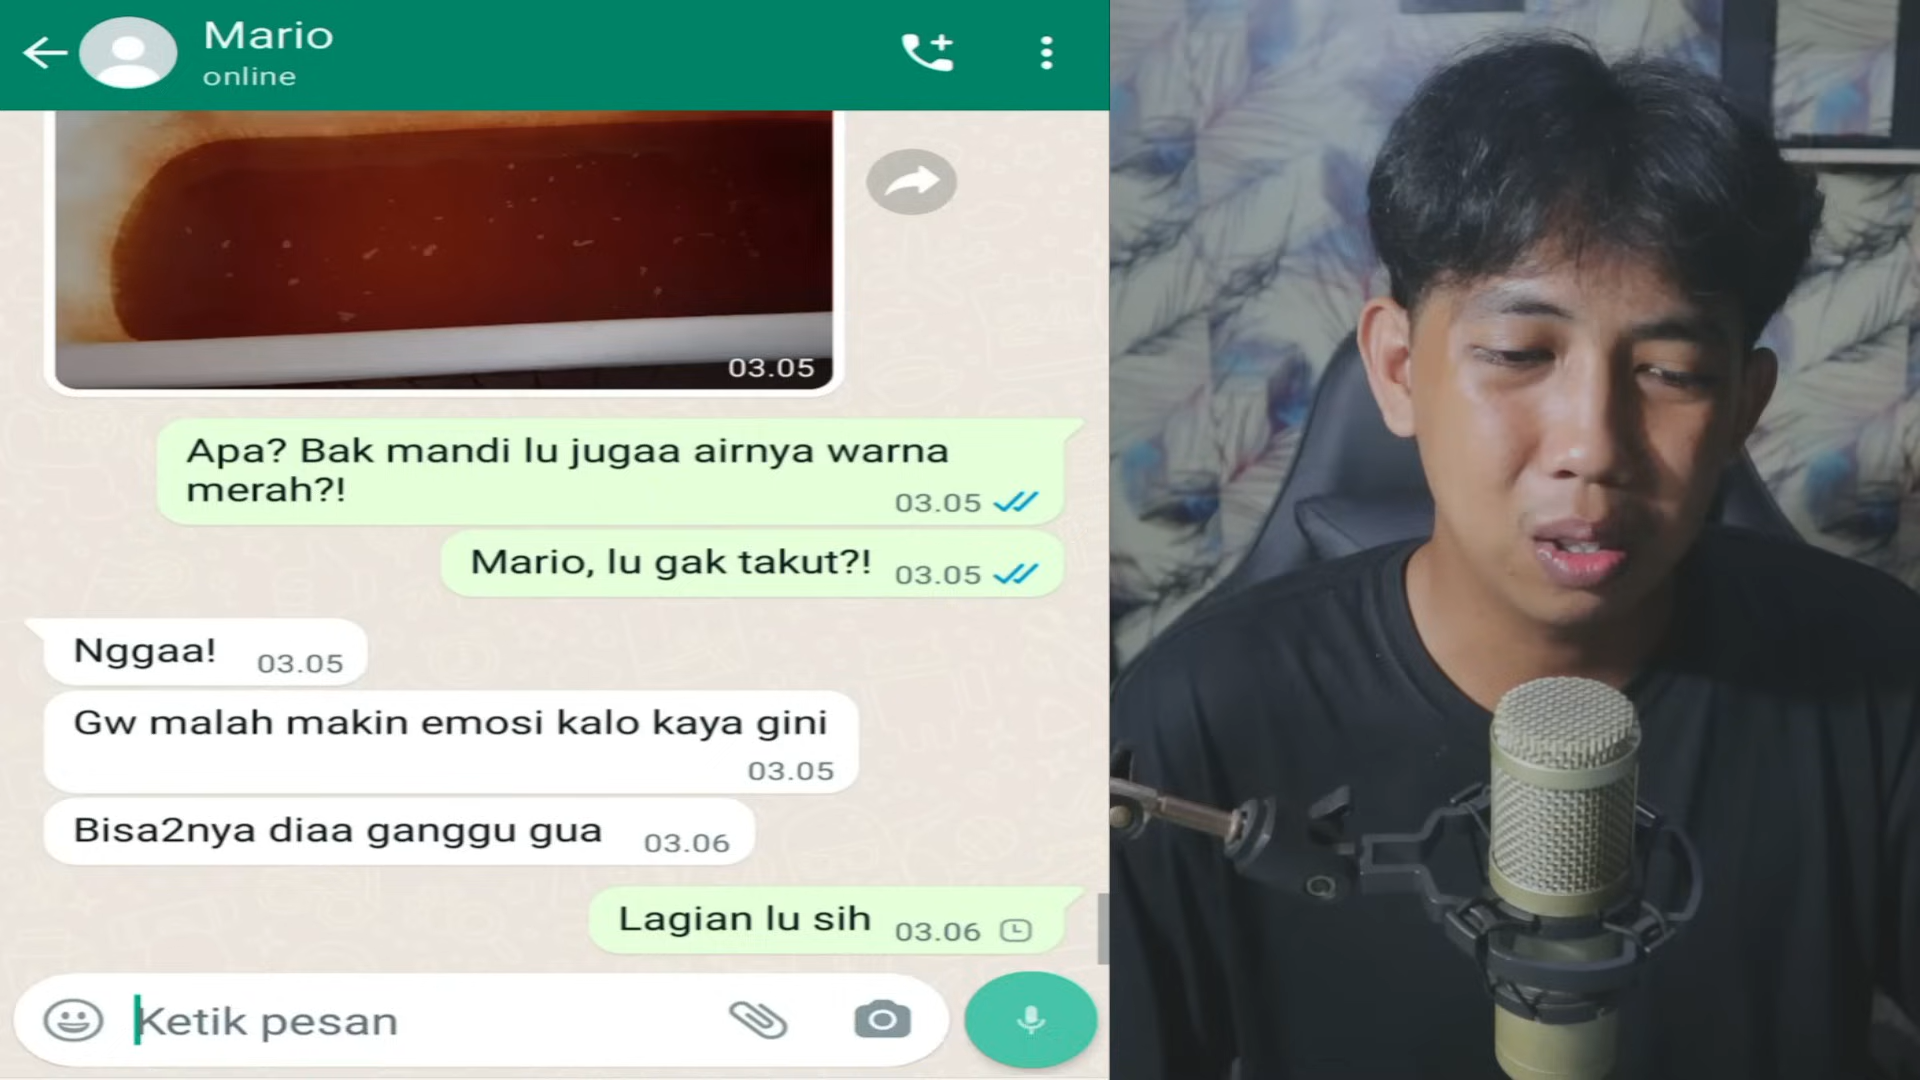 Mario
online
03.05
Apa? Bak mandi lu jugaa airnya warna
merah?!
03.05
Mario, lu gak takut?! 03.05
Nggaa! 03.05
Gw malah makin emosi kalo kaya gini
03.05
Bisa2nya diaa ganggu gua 03.06
Lagian lu sih 03.06
Ketik pesan